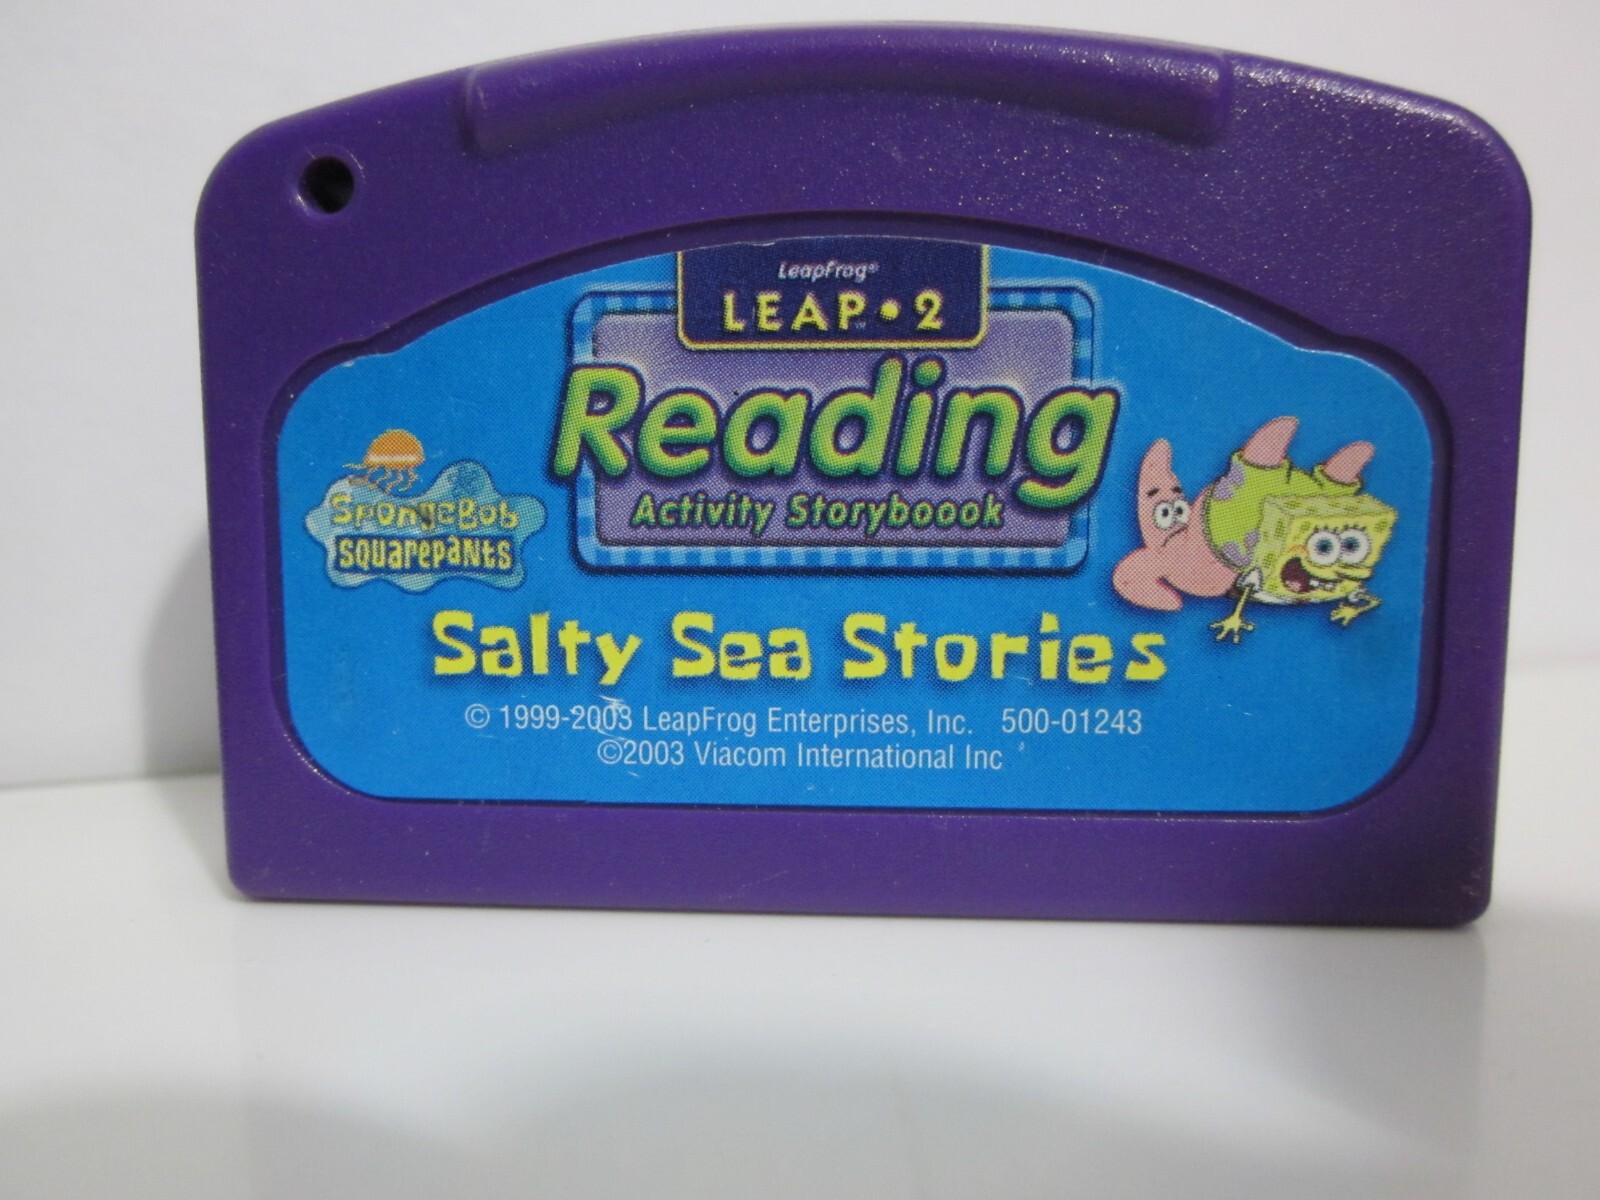 LeapFrog®
LEAP™•2
Reading
Activity Storyboook
SpongeBob
SQUAREPANTS
Salty Sea Stories
© 1999-2003 LeapFrog Enterprises, Inc. 500-01243
©2003 Viacom International Inc